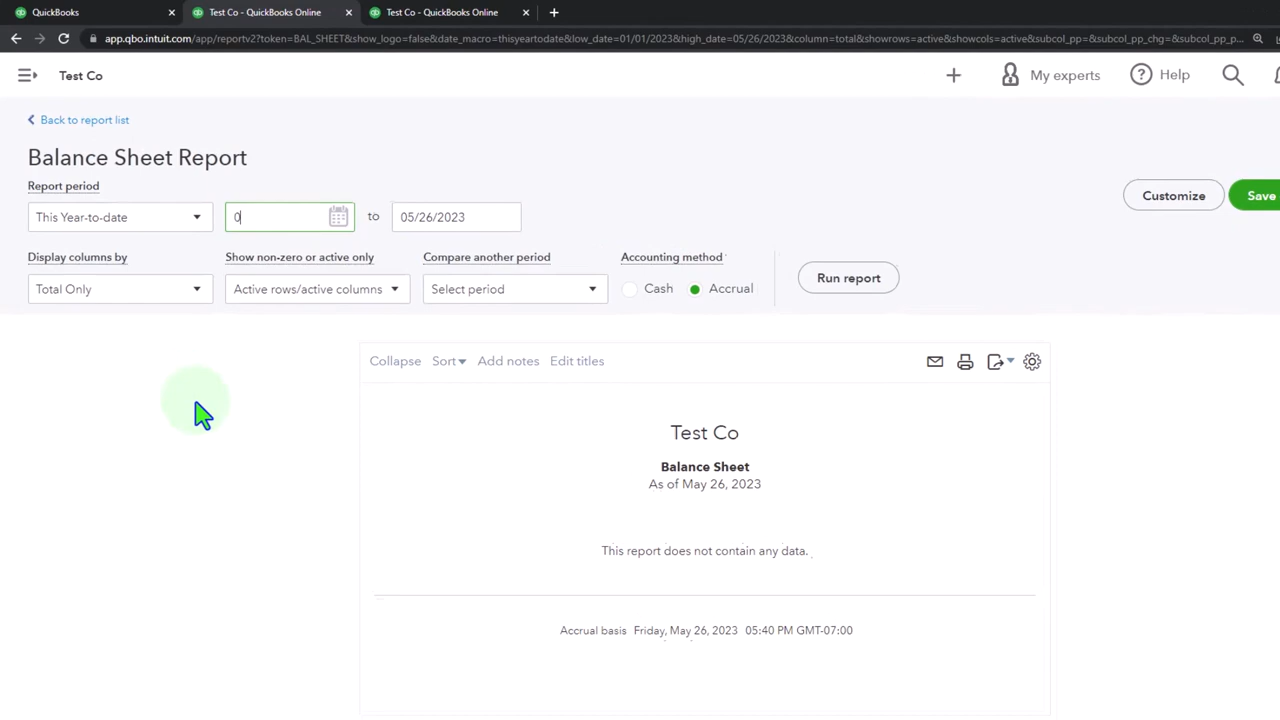 QuickBooks
Test Co - QuickBooks Online
Test Co - QuickBooks Online
app.qbo.intuit.com/app/reportv2?token=BAL_SHEET&show_logo=false&date_macro=thisyeartodate&low_date=01/01/2023&high_date=05/26/2023&column=total&showrows=active&showcols=active&subcol_pp=&subcol_pp_chg=&subcol_pp_p...
Test Co
My experts
Help
Back to report list
Balance Sheet Report
Report period
This Year-to-date
0
to
05/26/2023
Customize
Save
Display columns by
Show non-zero or active only
Compare another period
Accounting method
Total Only
Active rows/active columns
Select period
Cash
Accrual
Run report
Collapse
Sort
Add notes
Edit titles
Test Co
Balance Sheet
As of May 26, 2023
This report does not contain any data.
Accrual basis Friday, May 26, 2023 05:40 PM GMT-07:00